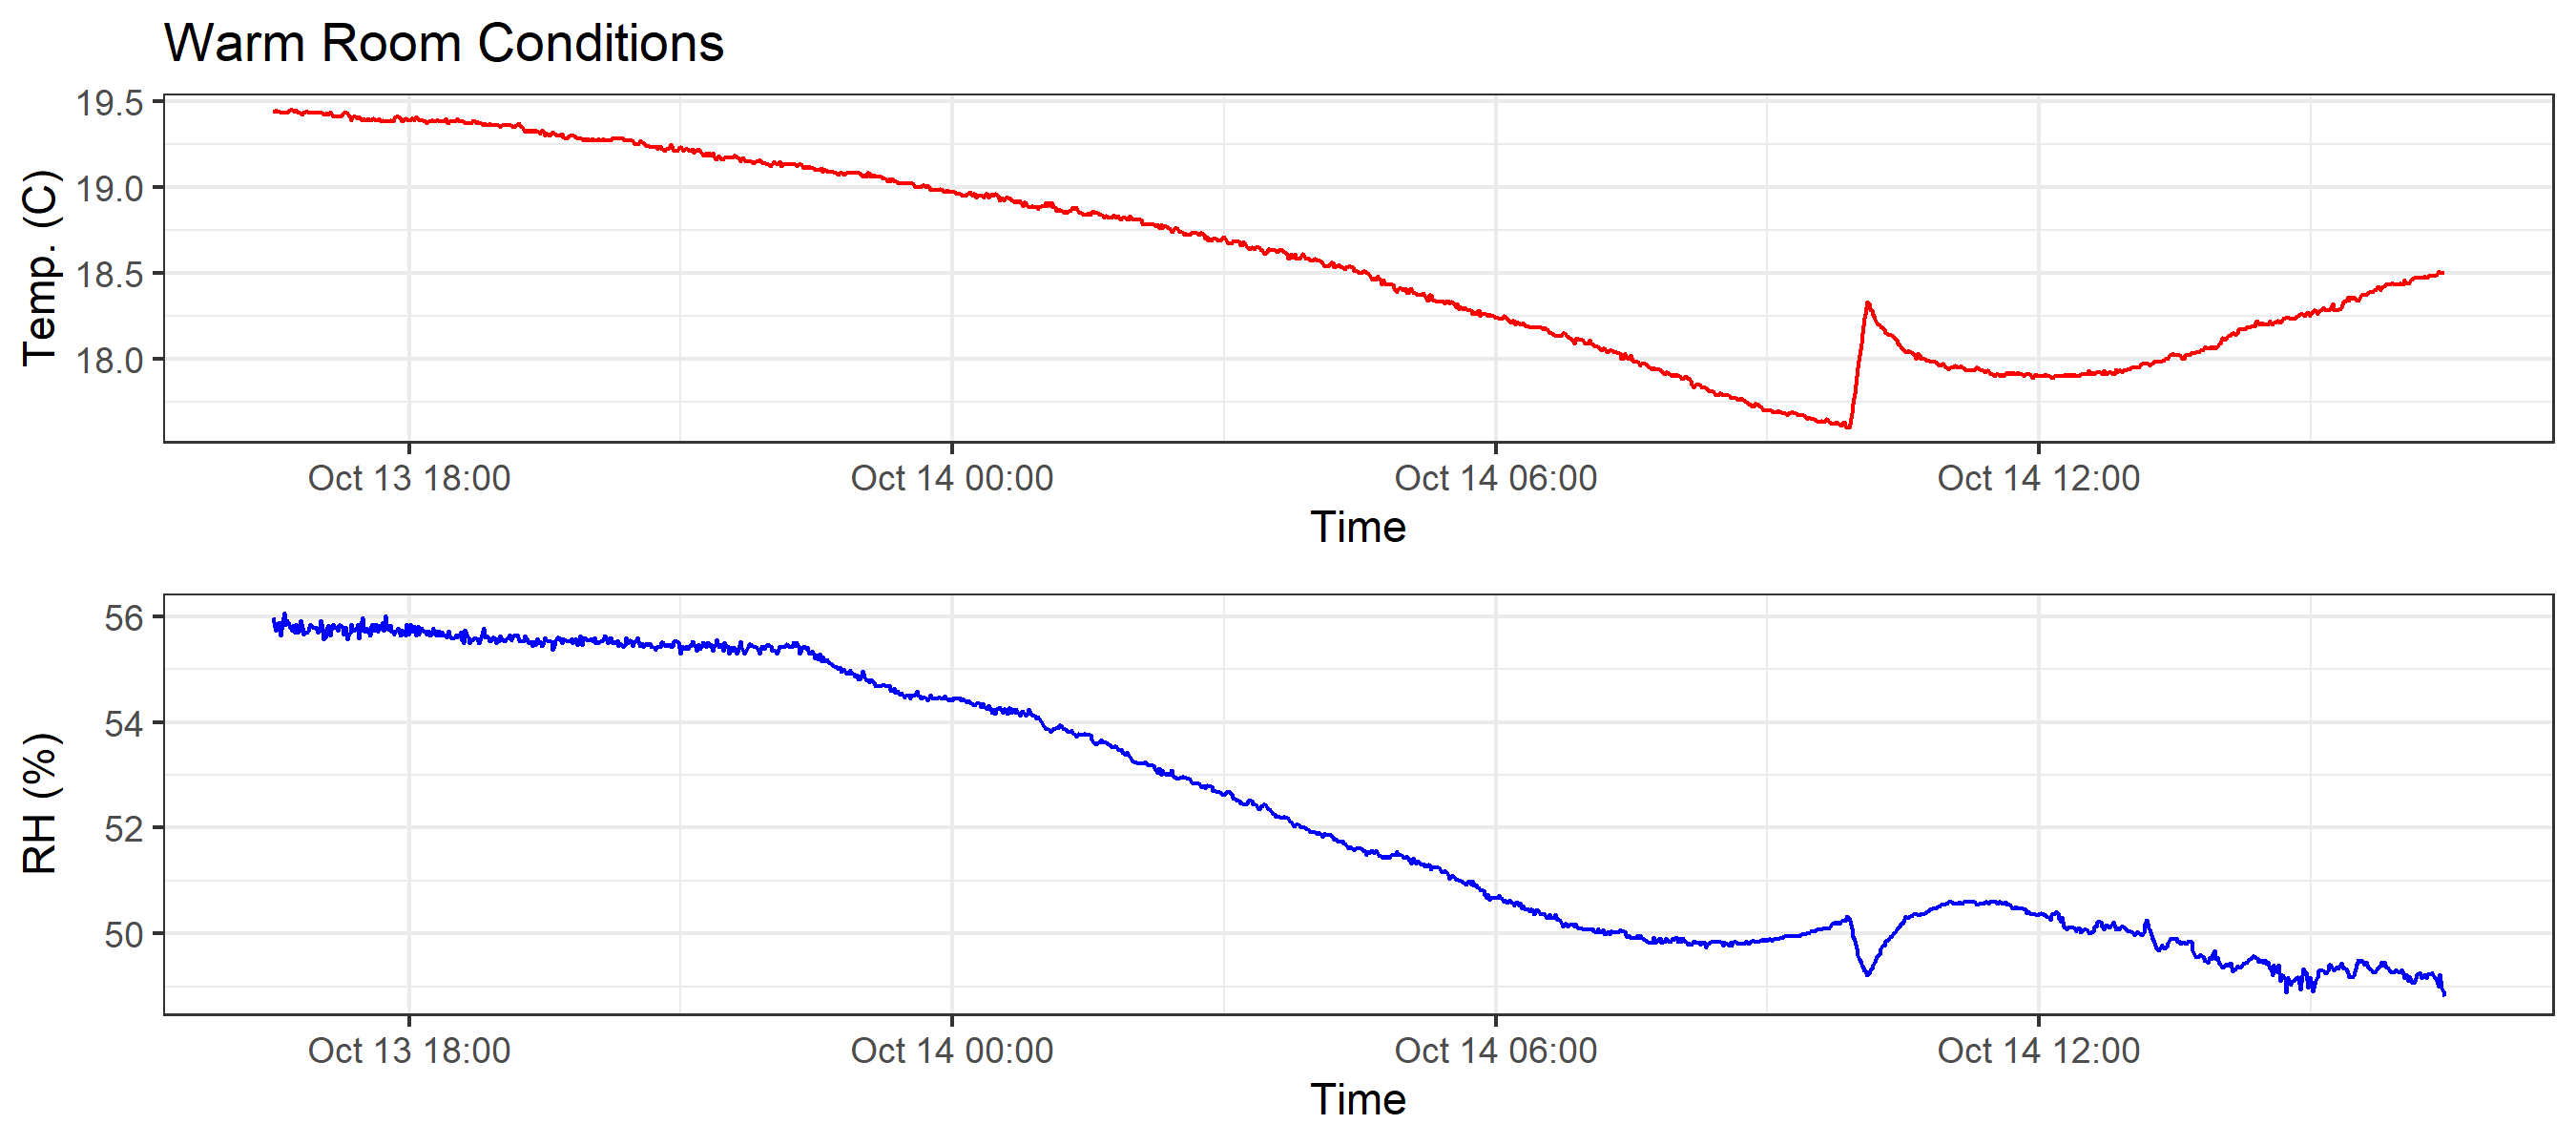 Warm Room Conditions
19.5
19.0
18.5
18.0
Temp. (C)
Oct 13 18:00 Oct 14 00:00 Oct 14 06:00 Oct 14 12:00
Time
56
54
52
50
RH (%)
Oct 13 18:00 Oct 14 00:00 Oct 14 06:00 Oct 14 12:00
Time